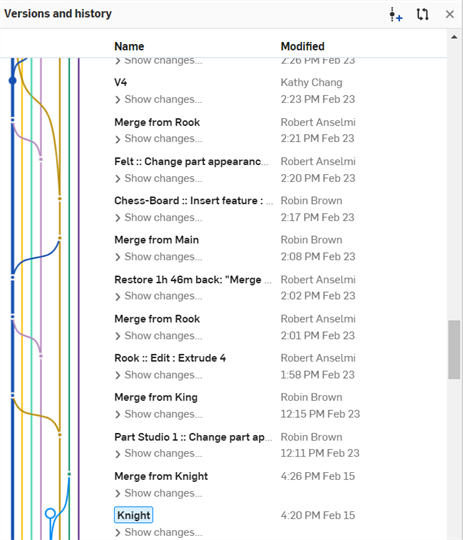 Versions and history
Name Modified
Show changes... 2:26 PM Feb 23
V4 Kathy Chang
Show changes... 2:23 PM Feb 23
Merge from Rook Robert Anselmi
Show changes... 2:21 PM Feb 23
Felt :: Change part appearanc... Robert Anselmi
Show changes... 2:20 PM Feb 23
Chess-Board :: Insert feature : ... Robin Brown
Show changes... 2:17 PM Feb 23
Merge from Main Robin Brown
Show changes... 2:08 PM Feb 23
Restore 1h 46m back: "Merge ... Robert Anselmi
Show changes... 2:02 PM Feb 23
Merge from Rook Robert Anselmi
Show changes... 2:01 PM Feb 23
Rook :: Edit : Extrude 4 Robert Anselmi
Show changes... 1:58 PM Feb 23
Merge from King Robin Brown
Show changes... 12:15 PM Feb 23
Part Studio 1 :: Change part ap... Robin Brown
Show changes... 12:11 PM Feb 23
Merge from Knight 4:26 PM Feb 15
Show changes...
Knight 4:20 PM Feb 15
Show changes...